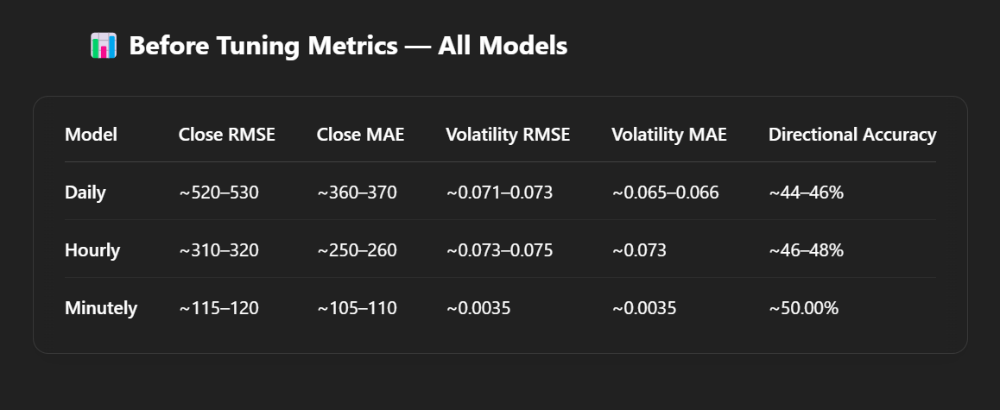 📊 Before Tuning Metrics — All Models
Model Close RMSE Close MAE Volatility RMSE Volatility MAE Directional Accuracy
Daily ~520–530 ~360–370 ~0.071–0.073 ~0.065–0.066 ~44–46%
Hourly ~310–320 ~250–260 ~0.073–0.075 ~0.073 ~46–48%
Minutely ~115–120 ~105–110 ~0.0035 ~0.0035 ~50.00%